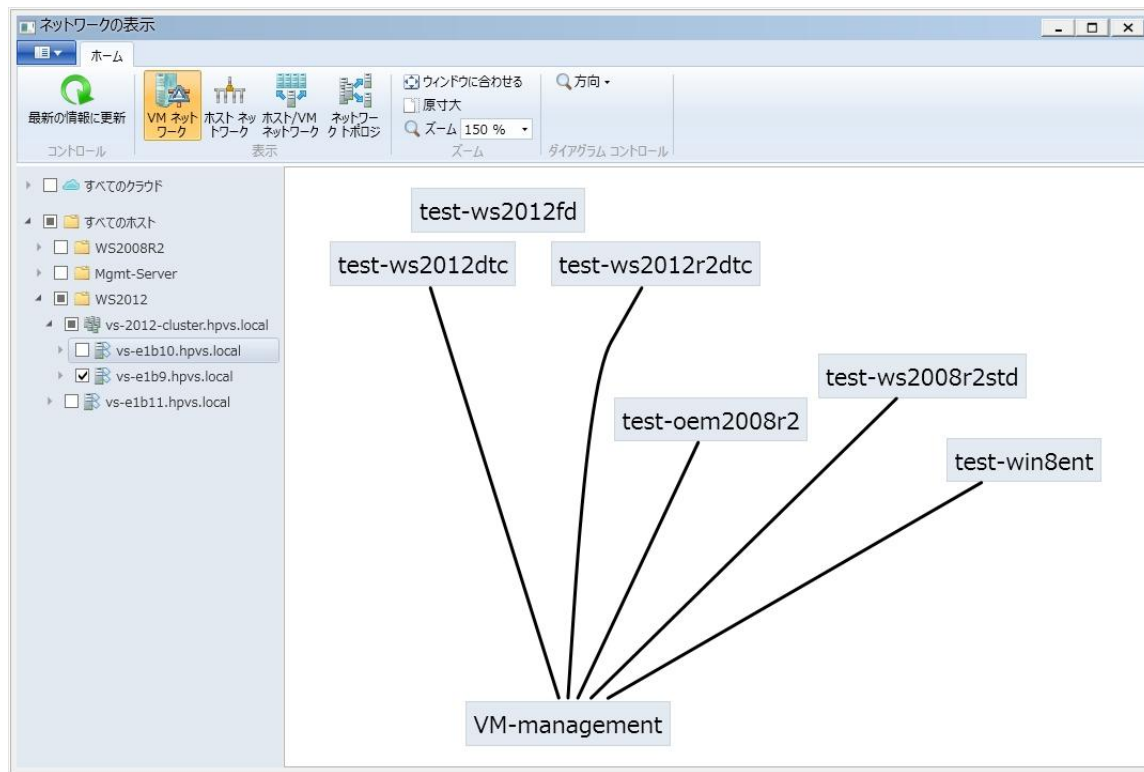 ネットワークの表示
ホーム
最新の情報に更新
VM ネット
ワーク
ホスト ネッ
トワーク
ホスト/VM
ネットワーク
ネットワー
ク トポロジ
ウィンドウに合わせる
原寸大
ズーム 150 %
方向
コントロール
表示
ズーム
ダイアグラム コントロール
すべてのクラウド
すべてのホスト
WS2008R2
Mgmt-Server
WS2012
vs-2012-cluster.hpvs.local
vs-e1b10.hpvs.local
vs-e1b9.hpvs.local
vs-e1b11.hpvs.local
test-ws2012fd
test-ws2012dtc
test-ws2012r2dtc
test-ws2008r2std
test-oem2008r2
test-win8ent
VM-management